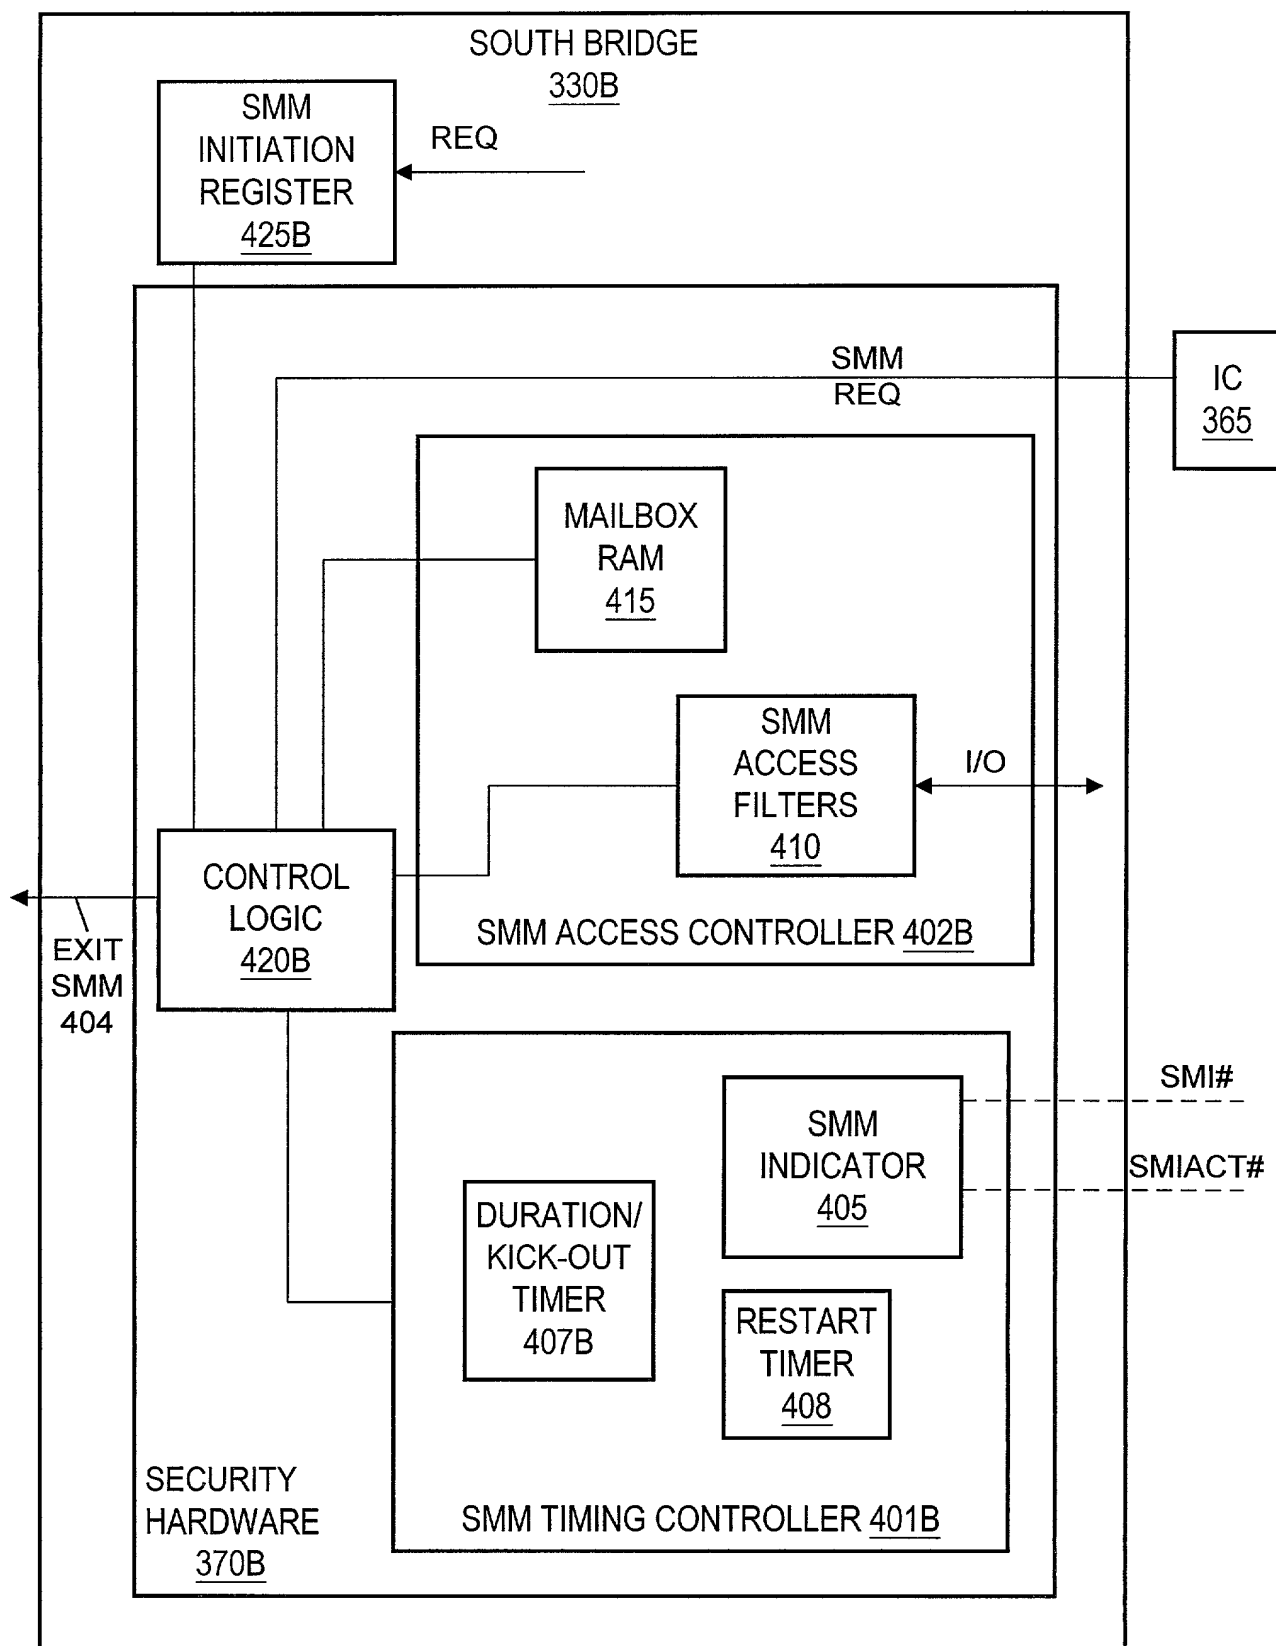 SOUTH BRIDGE
330B
SMM
INITIATION
REGISTER
425B
REQ
SMM
REQ
IC
365
MAILBOX
RAM
415
SMM
ACCESS
FILTERS
410
I/O
SMM ACCESS CONTROLLER 402B
CONTROL
LOGIC
420B
EXIT
SMM
404
SMM
INDICATOR
405
SMI#
SMIACT#
DURATION/
KICK-OUT
TIMER
407B
RESTART
TIMER
408
SMM TIMING CONTROLLER 401B
SECURITY
HARDWARE
370B